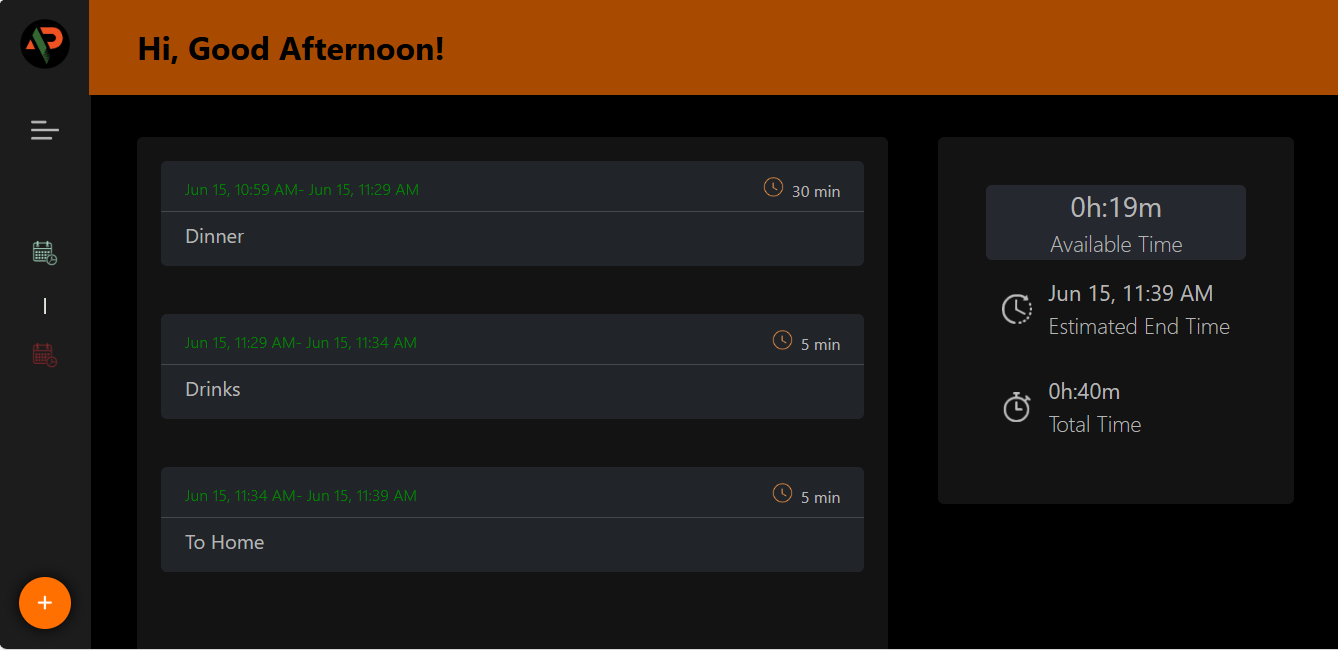 Hi, Good Afternoon!
Jun 15, 10:59 AM- Jun 15, 11:29 AM
30 min
Dinner
Jun 15, 11:29 AM- Jun 15, 11:34 AM
5 min
Drinks
Jun 15, 11:34 AM- Jun 15, 11:39 AM
5 min
To Home
0h:19m
Available Time
Jun 15, 11:39 AM
Estimated End Time
0h:40m
Total Time